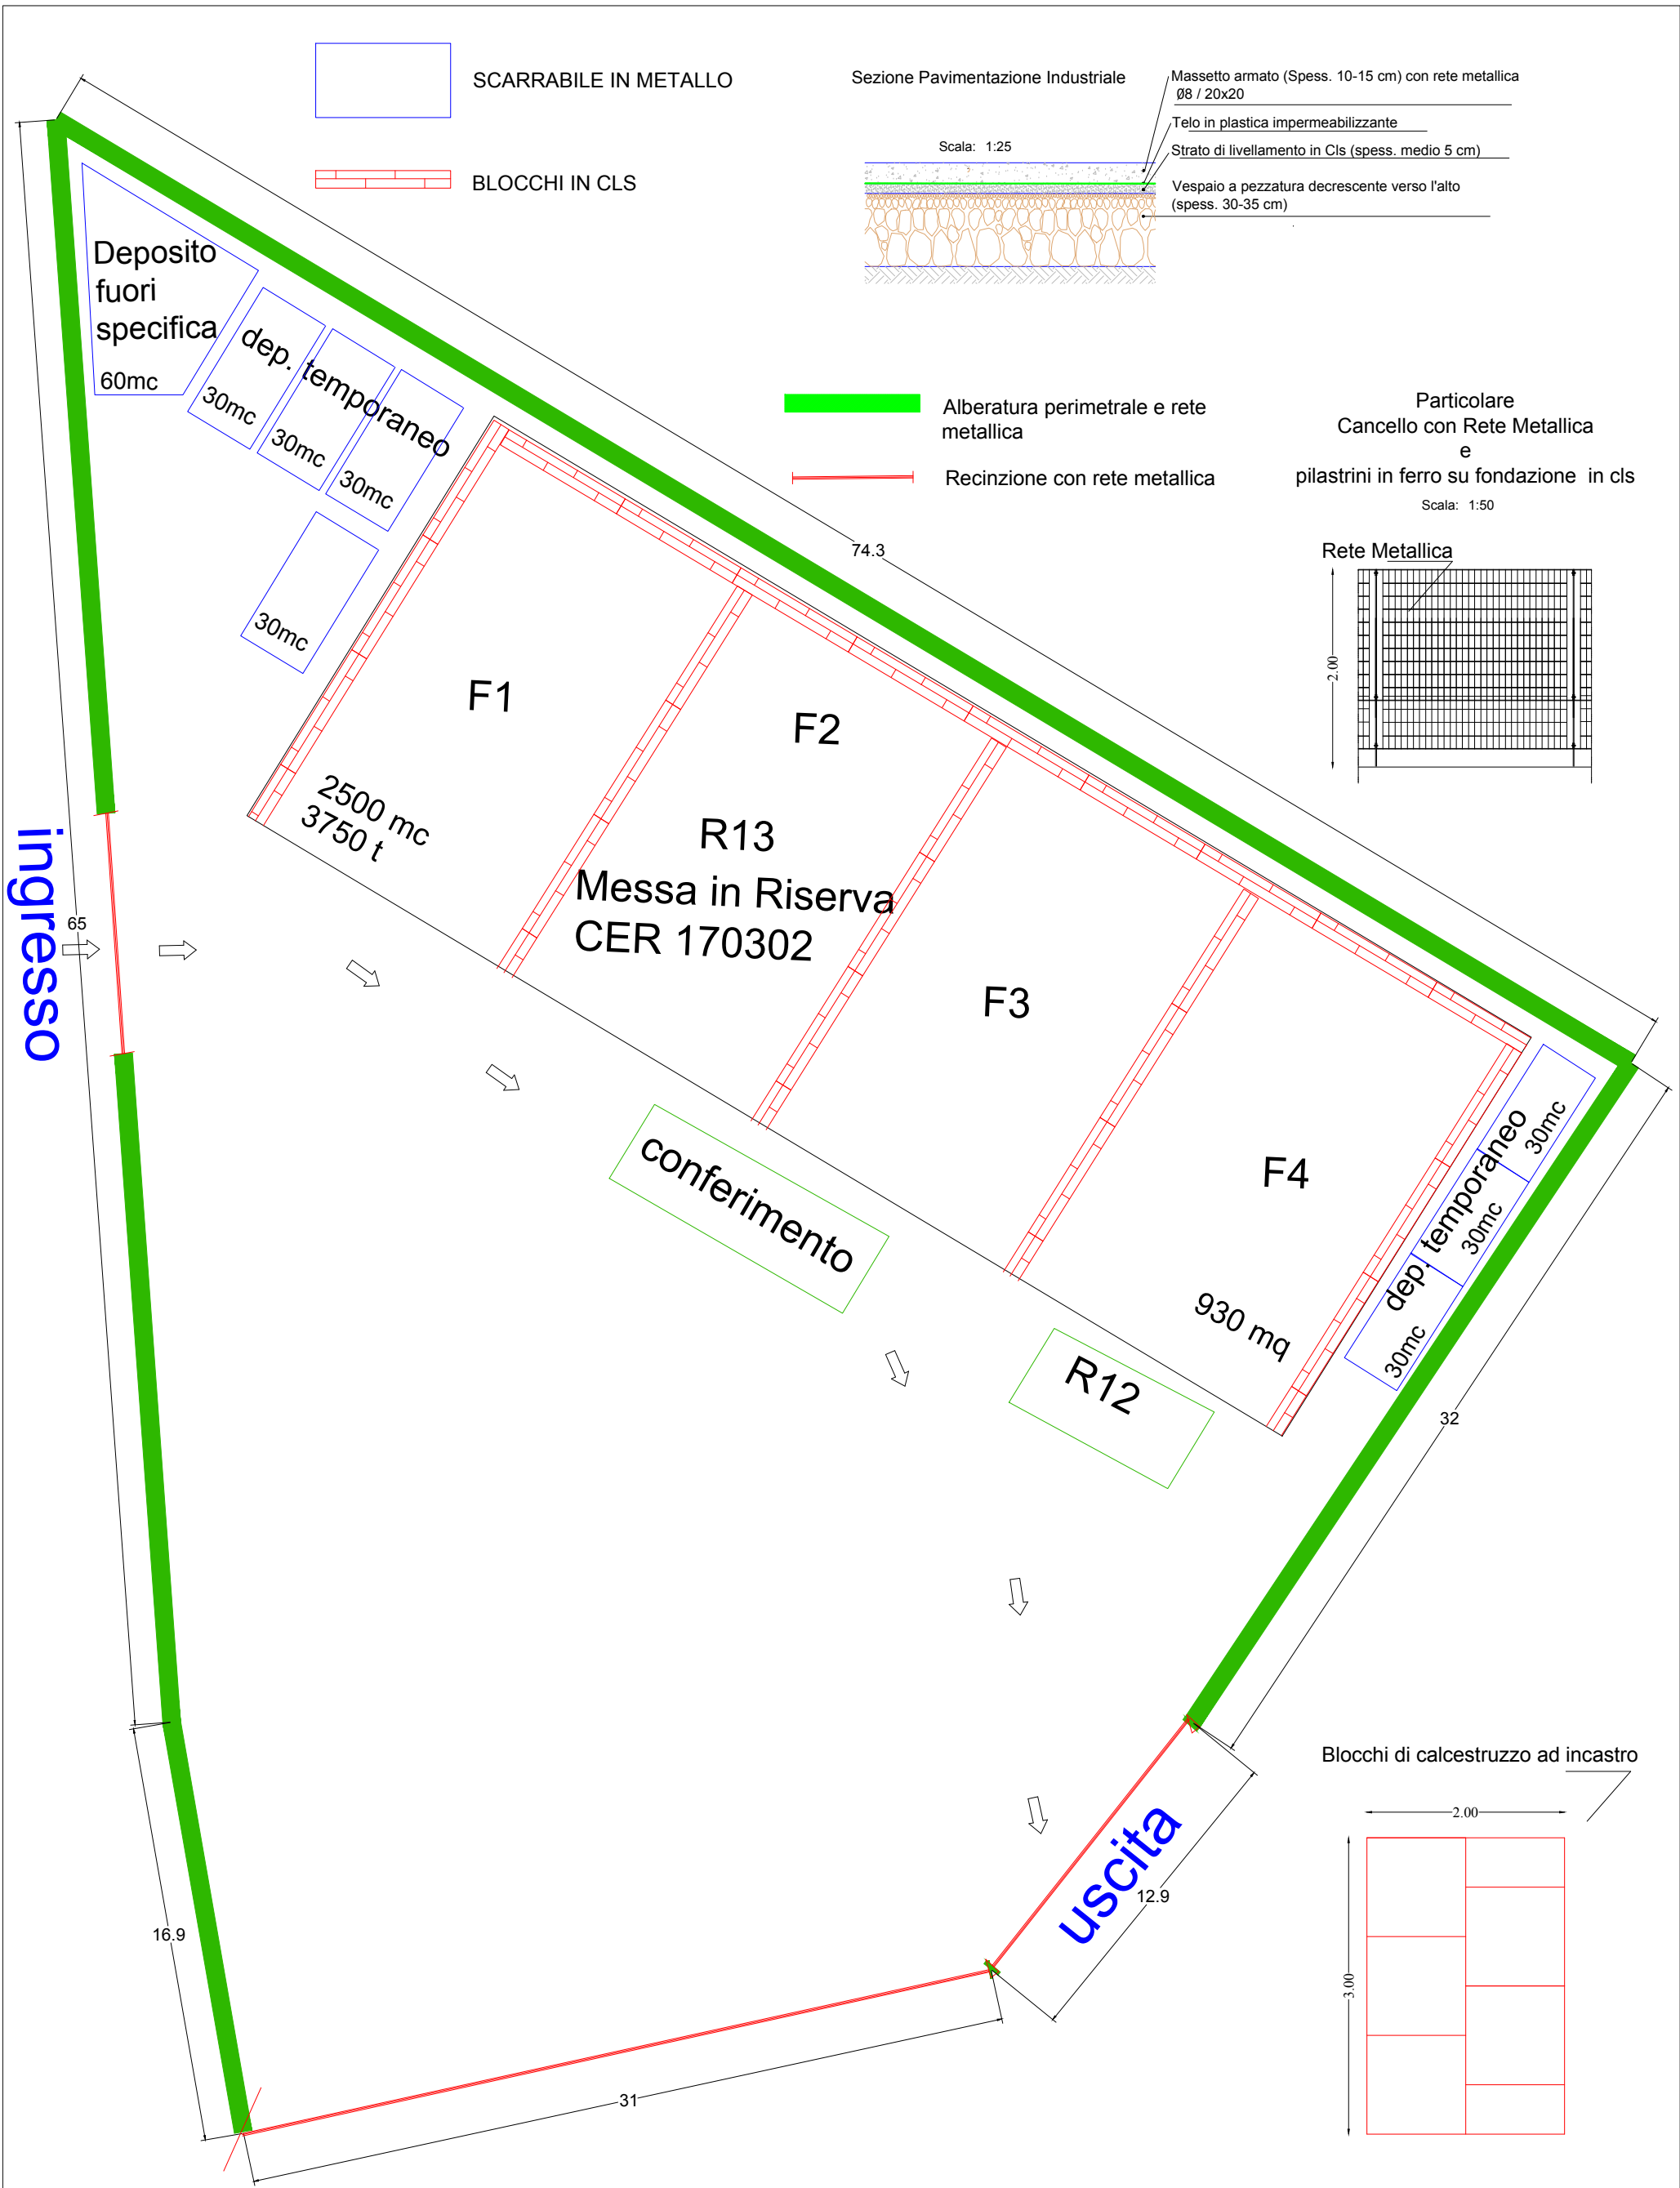 SCARRABILE IN METALLO
BLOCCHI IN CLS
Sezione Pavimentazione Industriale
Scala: 1:25
Massetto armato (Spess. 10-15 cm) con rete metallica
Ø8 / 20x20
Telo in plastica impermeabilizzante
Strato di livellamento in Cls (spess. medio 5 cm)
Vespaio a pezzatura decrescente verso l'alto
(spess. 30-35 cm)
Alberatura perimetrale e rete
metallica
Recinzione con rete metallica
Particolare
Cancello con Rete Metallica
e
pilastrini in ferro su fondazione in cls
Scala: 1:50
Rete Metallica
2.00
Deposito
fuori
specifica
60mc
dep. temporaneo
30mc
30mc
30mc
30mc
74.3
F1
2500 mc
3750 t
F2
R13
Messa in Riserva
CER 170302
F3
F4
930 mq
ingresso
65
conferimento
R12
dep. temporaneo
30mc
30mc
30mc
32
uscita
12.9
16.9
31
Blocchi di calcestruzzo ad incastro
2.00
3.00